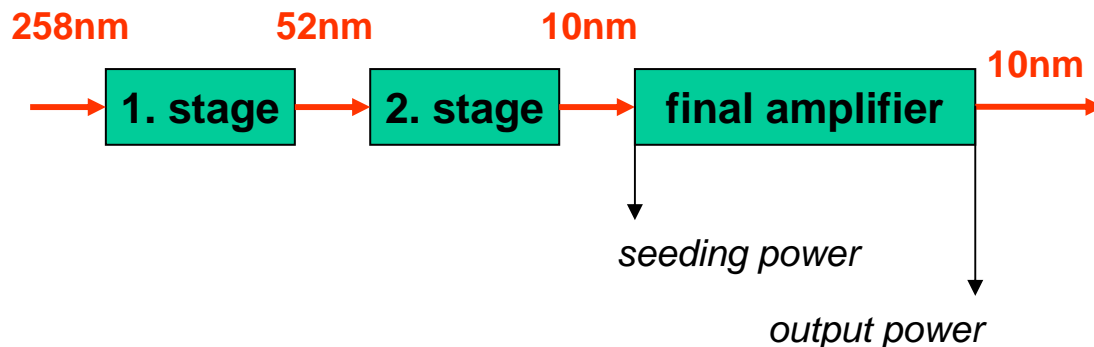 258nm
52nm
10nm
10nm
1. stage
2. stage
final amplifier
seeding power
output power